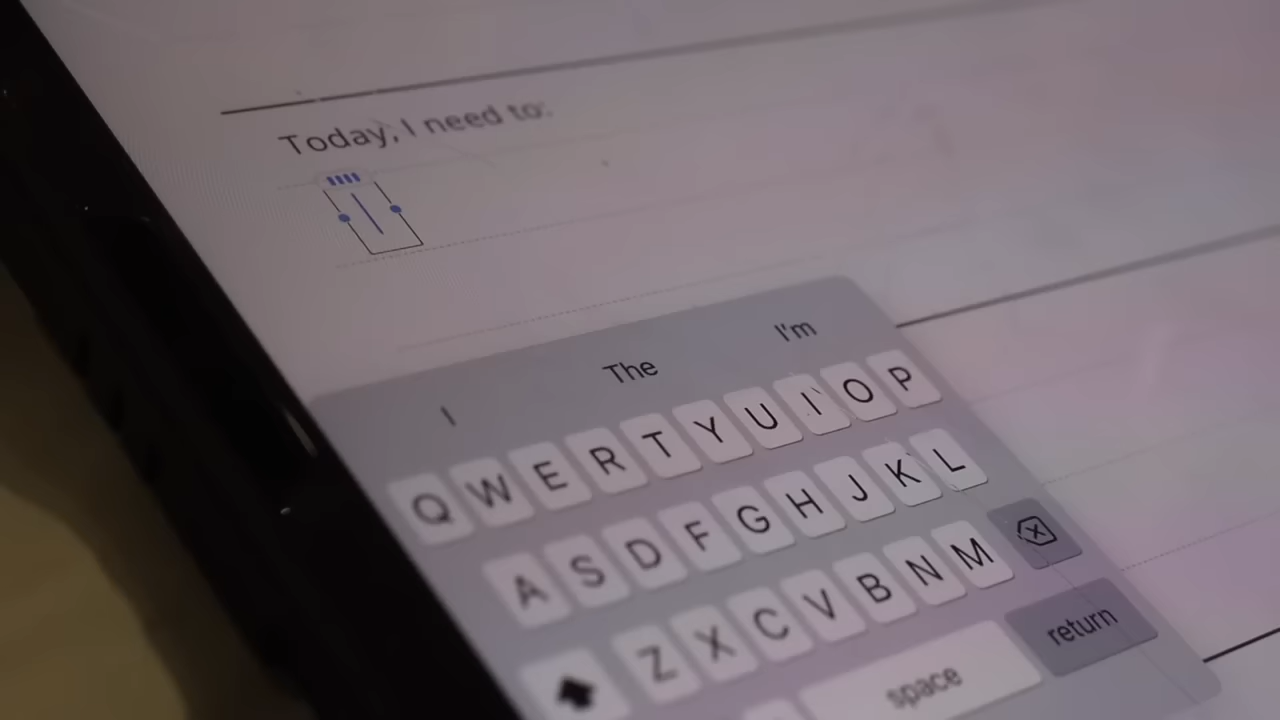 Today, I need to:
I The I'm
Q W E R T Y U I O P
A S D F G H J K L
Z X C V B N M
space return